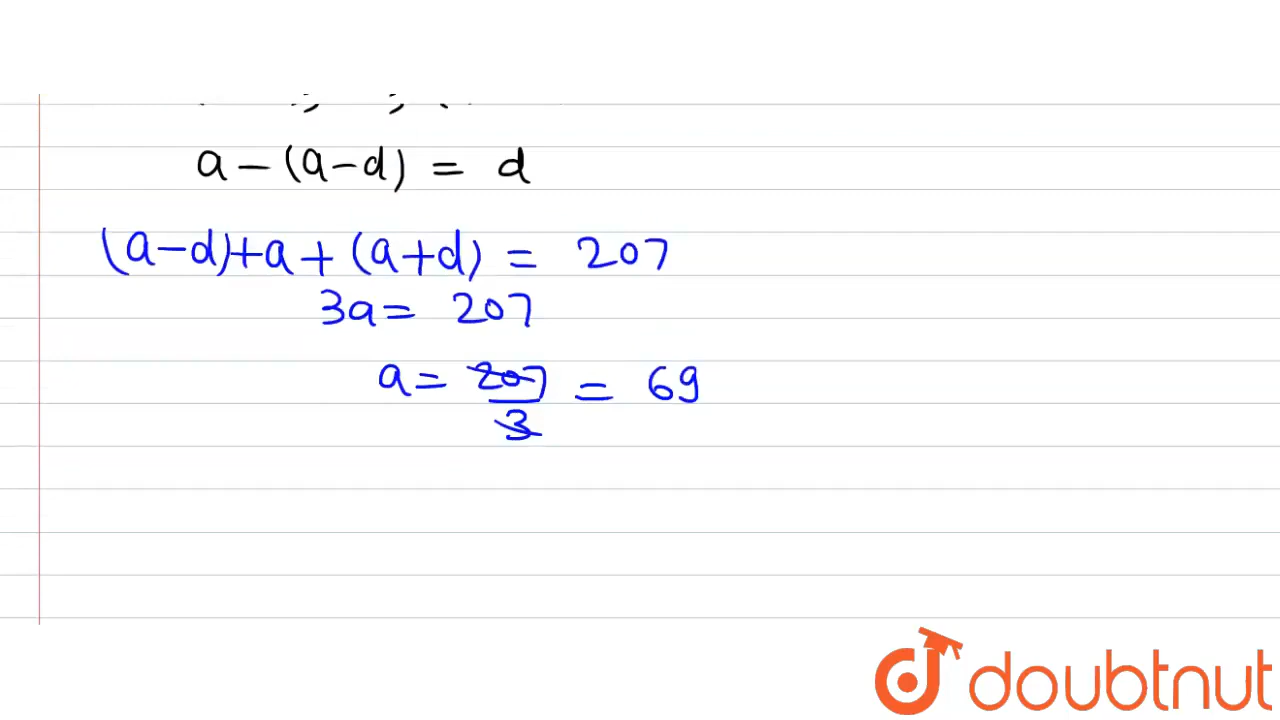 a - (a - d) = d
(a-d)+a + (a+d) = 207
3a = 207
a = 207/3 = 69
doubtnut